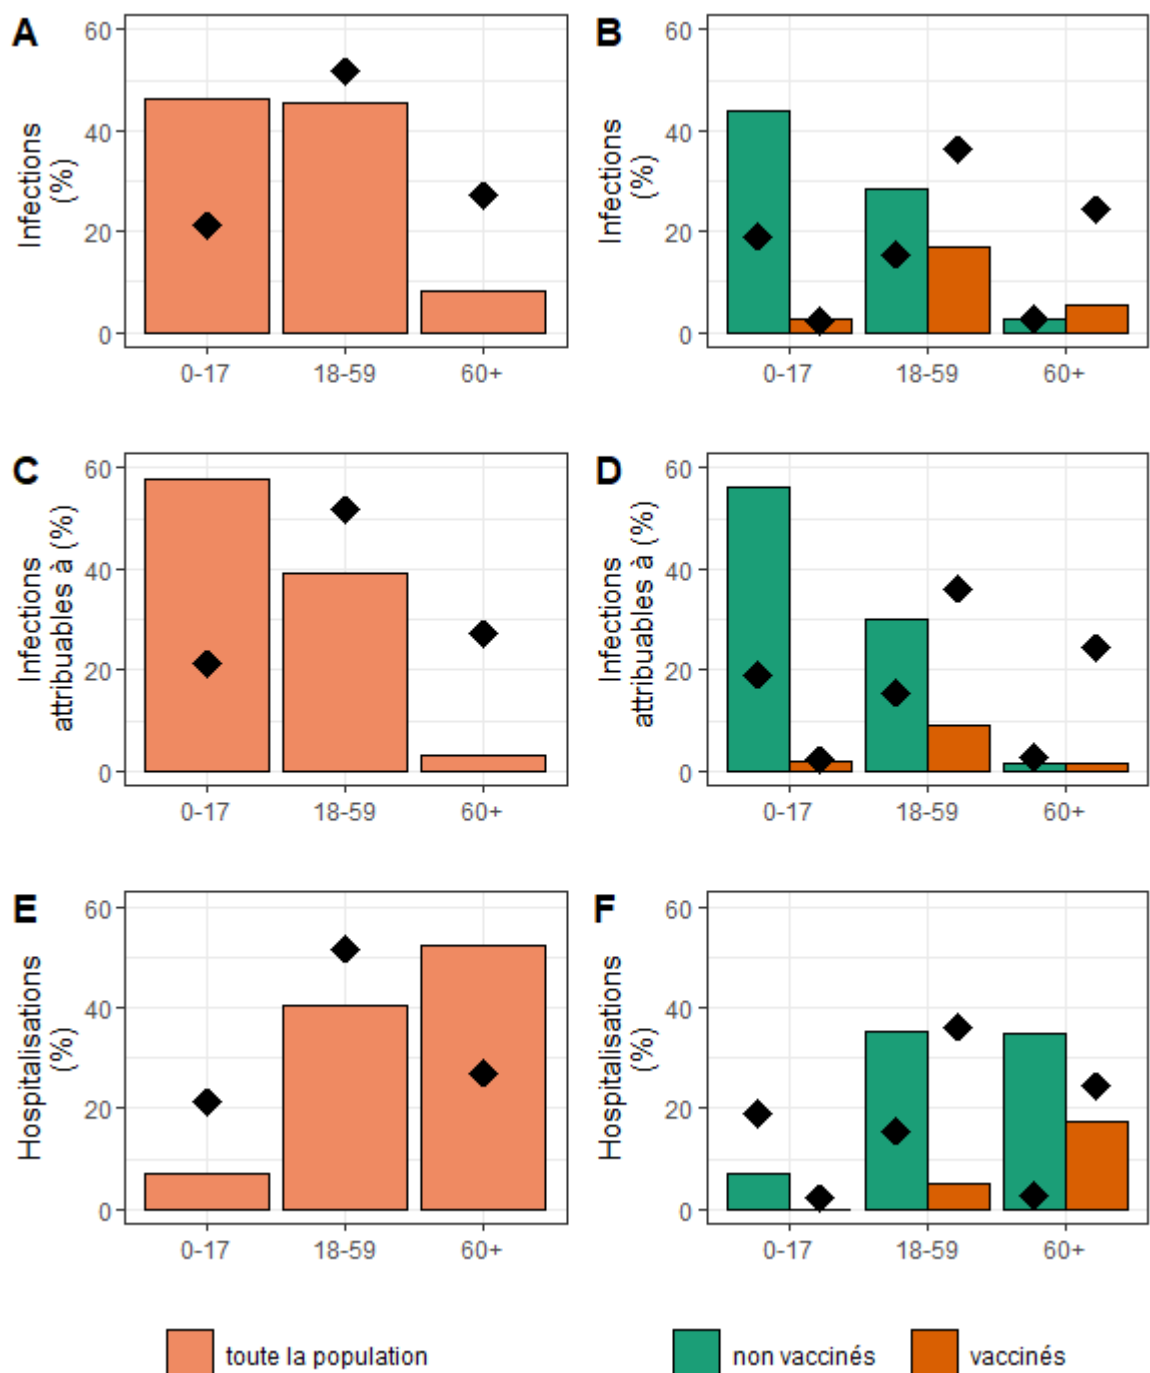 A
Infections
(%)
60
40
20
0
0-17
18-59
60+
B
Infections
(%)
60
40
20
0
0-17
18-59
60+
C
Infections
attribuables à (%)
60
40
20
0
0-17
18-59
60+
D
Infections
attribuables à (%)
60
40
20
0
0-17
18-59
60+
E
Hospitalisations
(%)
60
40
20
0
0-17
18-59
60+
F
Hospitalisations
(%)
60
40
20
0
0-17
18-59
60+
toute la population
non vaccinés
vaccinés